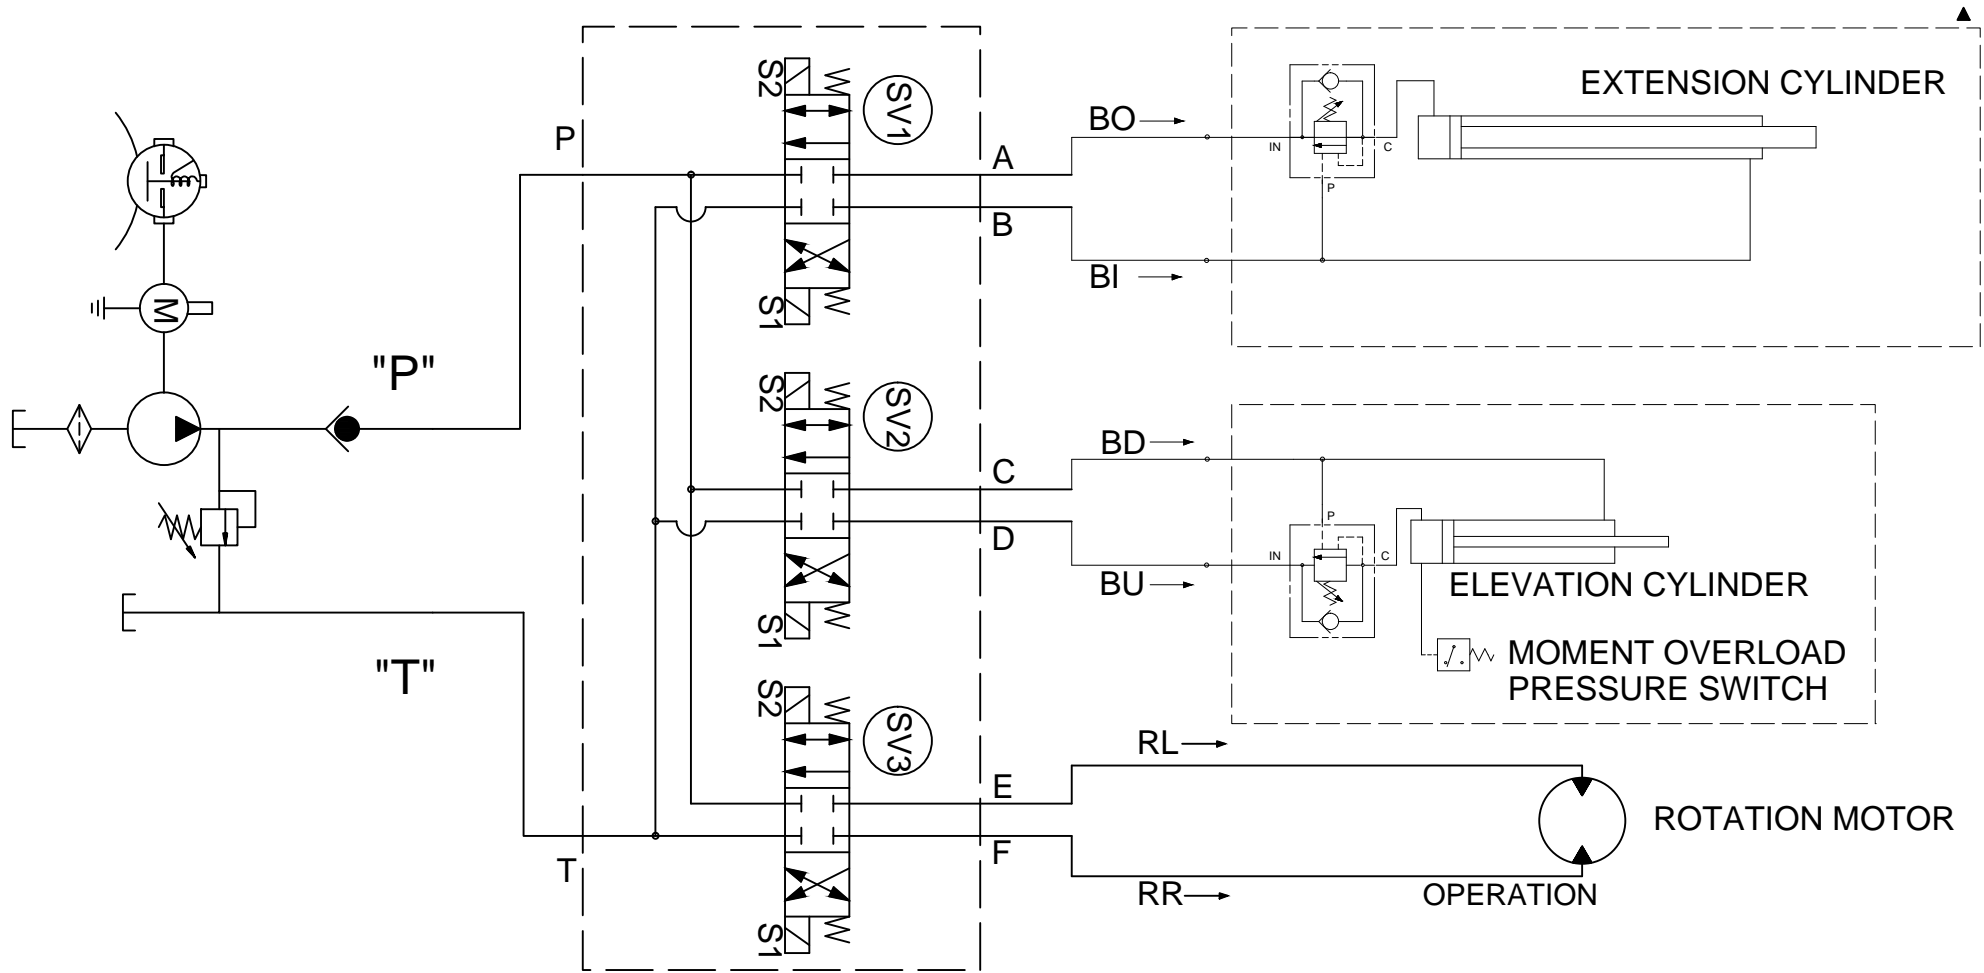 EXTENSION CYLINDER
S2
SV1
P
BO
IN
C
A
P
B
BI
S1
M
"P"
S2
SV2
BD
C
P
D
IN
C
BU
ELEVATION CYLINDER
S1
MOMENT OVERLOAD
PRESSURE SWITCH
"T"
S2
SV3
RL
E
ROTATION MOTOR
F
T
RR
OPERATION
S1